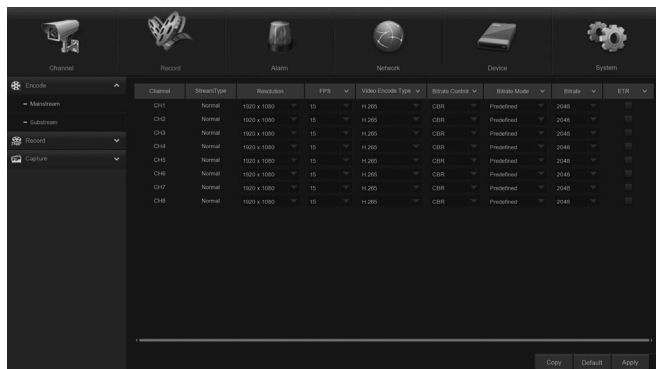 Channel Record Alarm Network Device System
Encode
Mainstream
Substream
Record
Capture
Channel StreamType Resolution FPS Video Encode Type Bitrate Control Bitrate Mode Bitrate ETR
CH1 Normal 1920 x 1080 15 H.265 CBR Predefined 2048
CH2 Normal 1920 x 1080 15 H.265 CBR Predefined 2048
CH3 Normal 1920 x 1080 15 H.265 CBR Predefined 2048
CH4 Normal 1920 x 1080 15 H.265 CBR Predefined 2048
CH5 Normal 1920 x 1080 15 H.265 CBR Predefined 2048
CH6 Normal 1920 x 1080 15 H.265 CBR Predefined 2048
CH7 Normal 1920 x 1080 15 H.265 CBR Predefined 2048
CH8 Normal 1920 x 1080 15 H.265 CBR Predefined 2048
Copy Default Apply